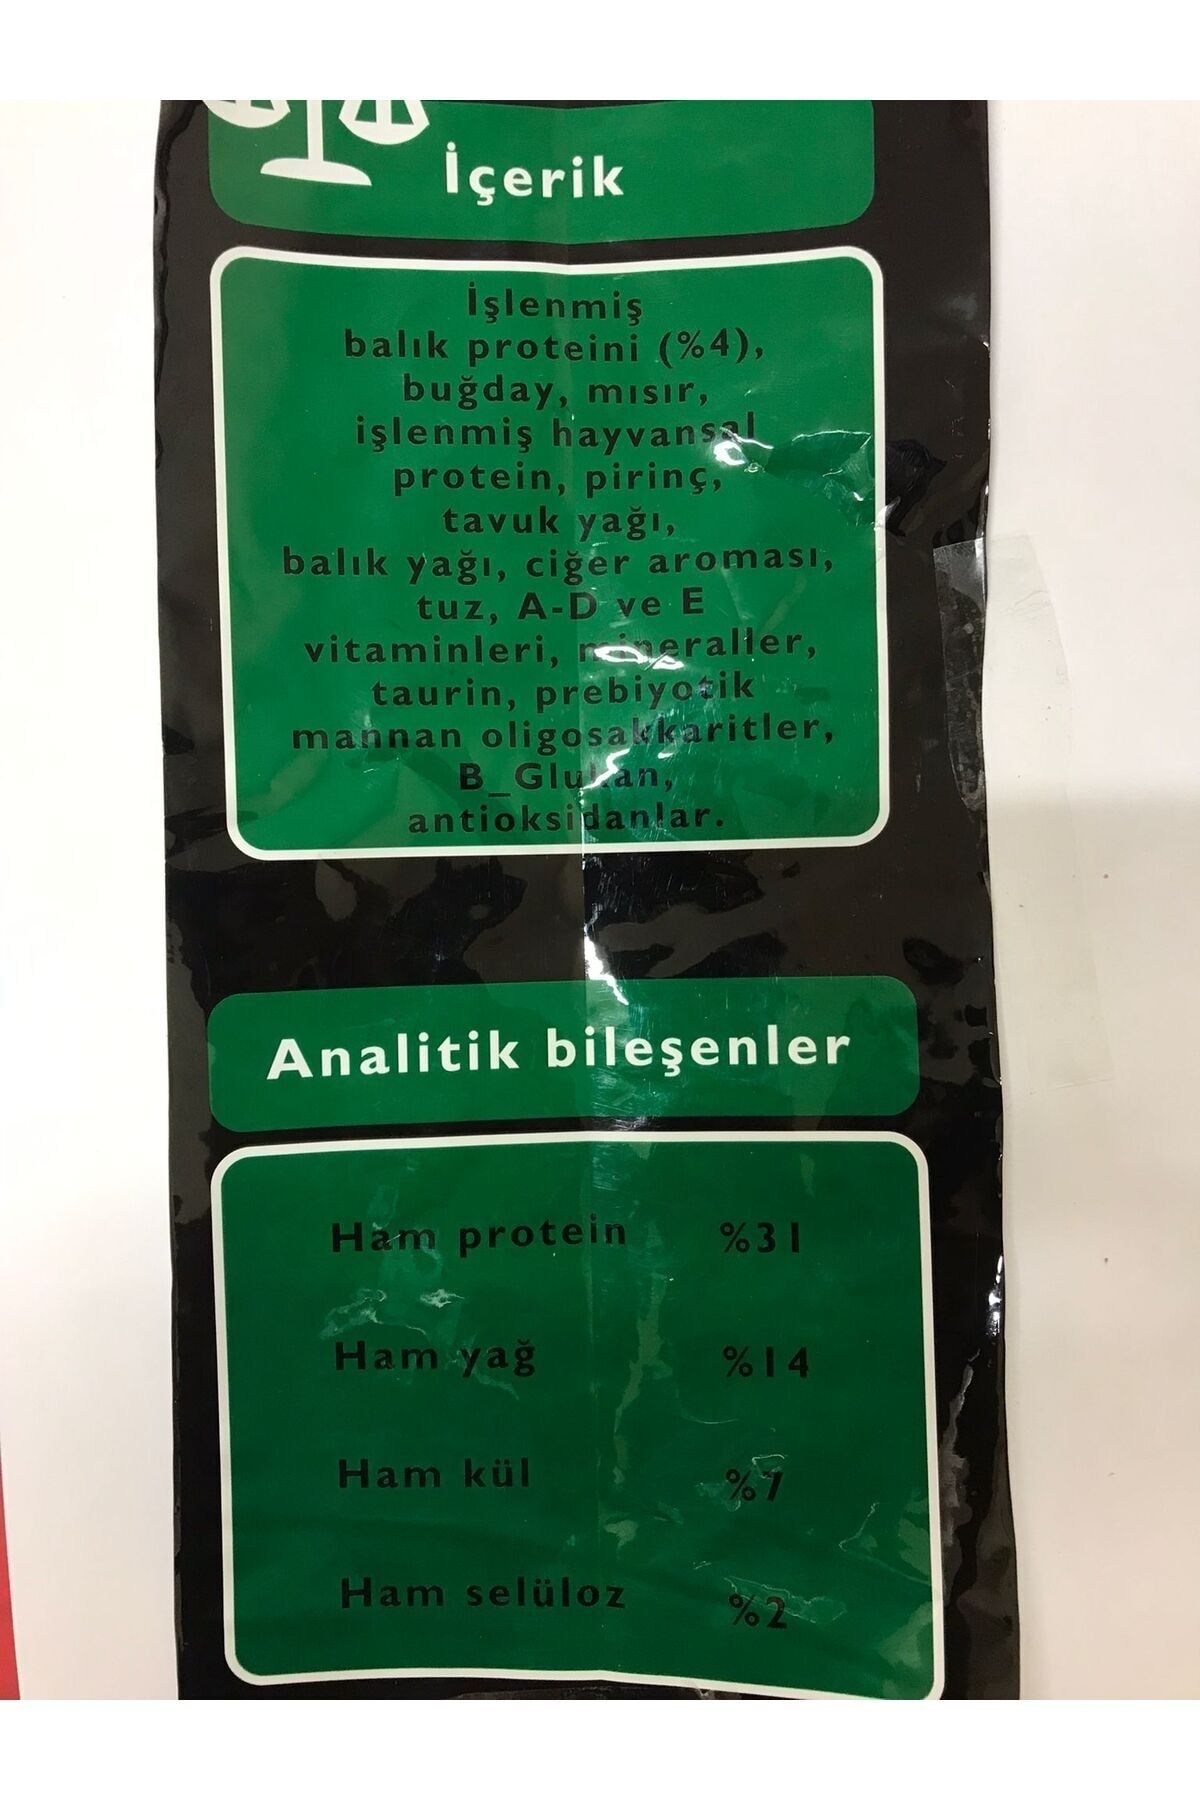 İçerik
İşlenmiş
balık proteini (%4),
buğday, mısır,
işlenmiş hayvansal
protein, pirinç,
tavuk yağı,
balık yağı, ciğer aroması,
tuz, A-D ve E
vitaminleri, mineraller,
taurin, prebiyotik
mannan oligosakkaritler,
B_Glukan,
antioksidanlar.
Analitik bileşenler
Ham protein %31
Ham yağ %14
Ham kül %7
Ham selüloz %2